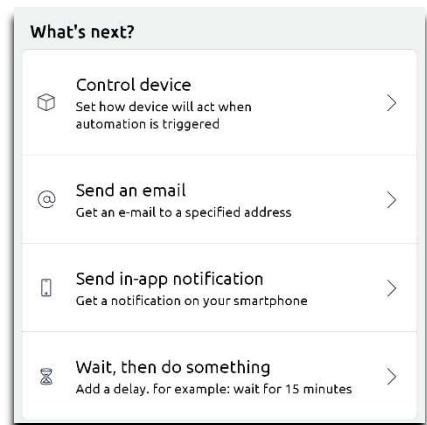 What's next?
Control device
Set how device will act when
automation is triggered
Send an email
Get an e-mail to a specified address
Send in-app notification
Get a notification on your smartphone
Wait, then do something
Add a delay. for example: wait for 15 minutes